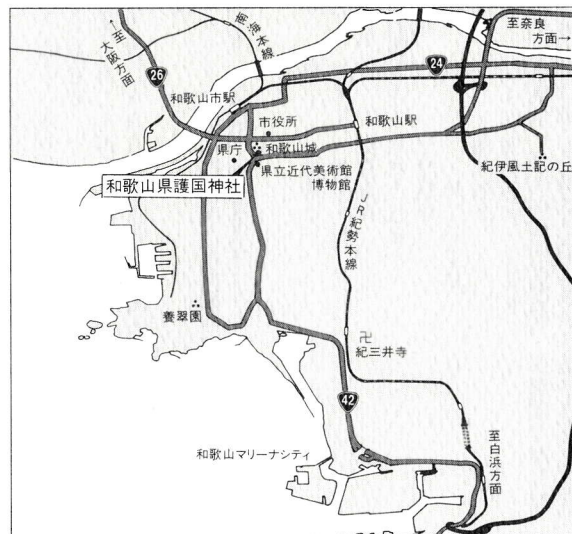 ↑至
大阪方面
南海本線
至奈良
方面→
26
24
和歌山市駅
市役所
和歌山駅
県庁
和歌山城
県立近代美術館
博物館
紀伊風土記の丘
和歌山県護国神社
JR紀勢本線
養翠園
卍
紀三井寺
42
和歌山マリーナシティ
至白浜方面